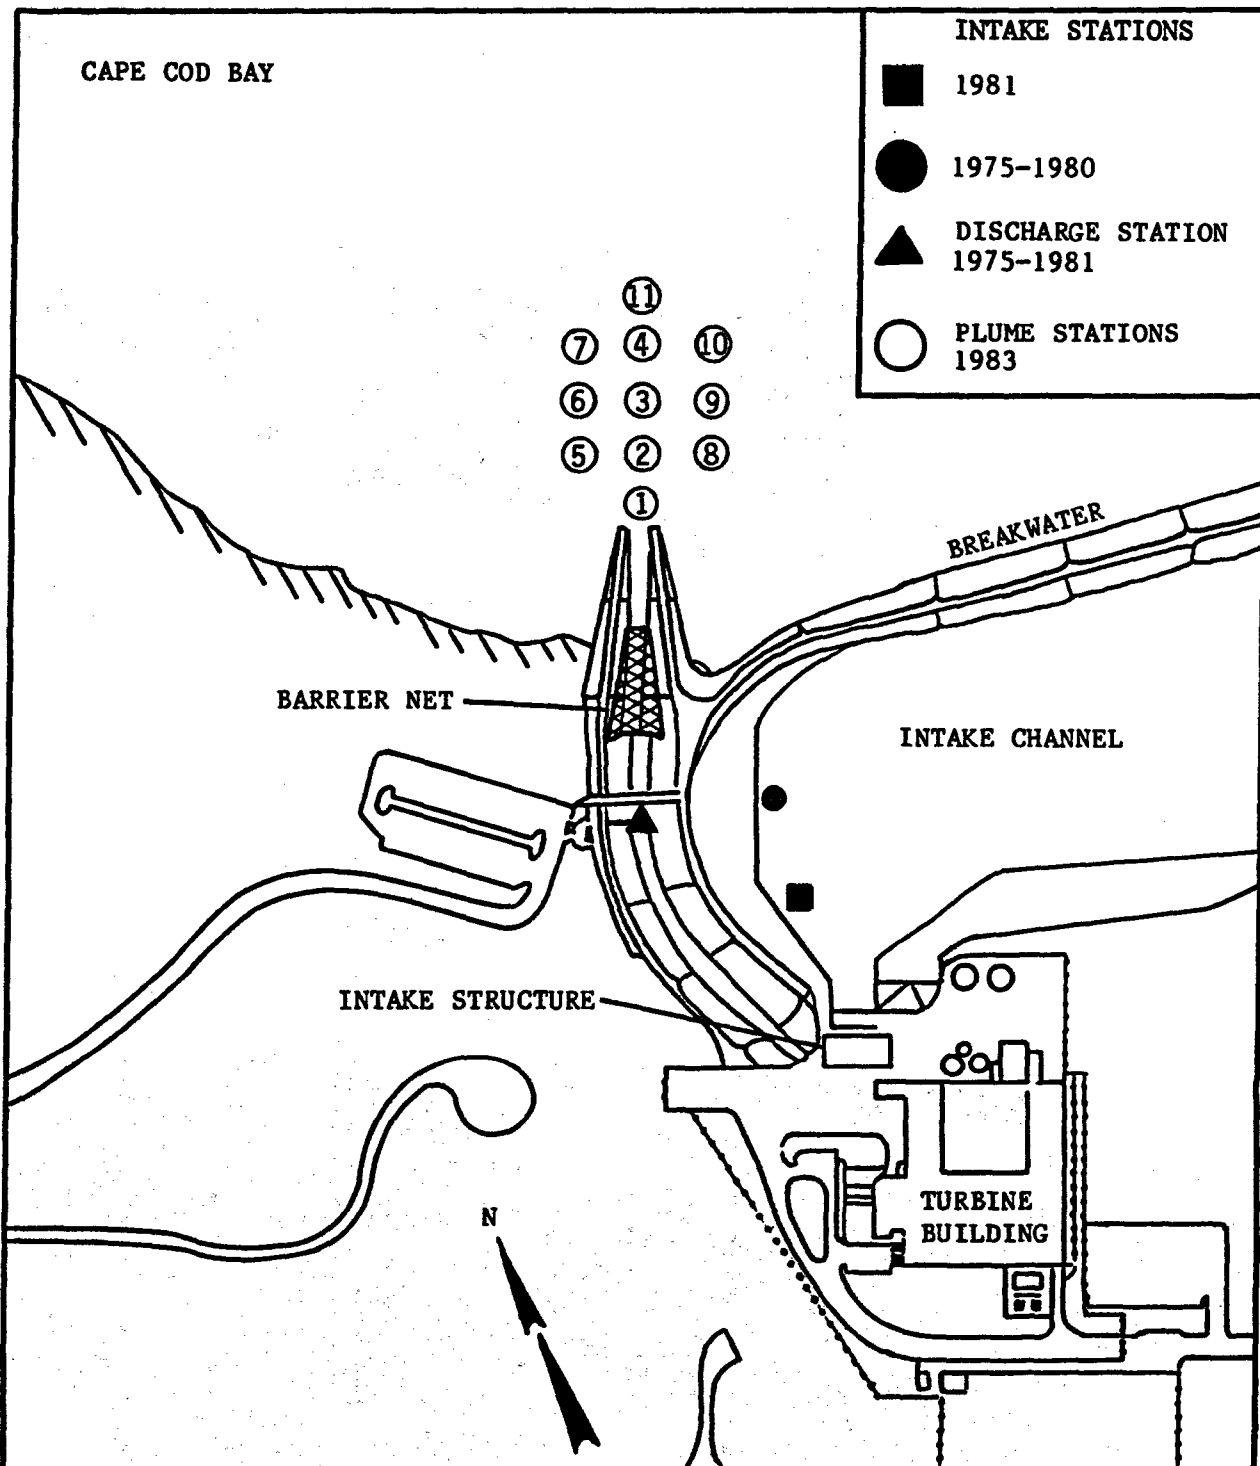 CAPE COD BAY
INTAKE STATIONS
1981
1975-1980
DISCHARGE STATION
1975-1981
PLUME STATIONS
1983
11
7 4 10
6 3 9
5 2 8
1
BREAKWATER
BARRIER NET
INTAKE CHANNEL
INTAKE STRUCTURE
TURBINE
BUILDING
N